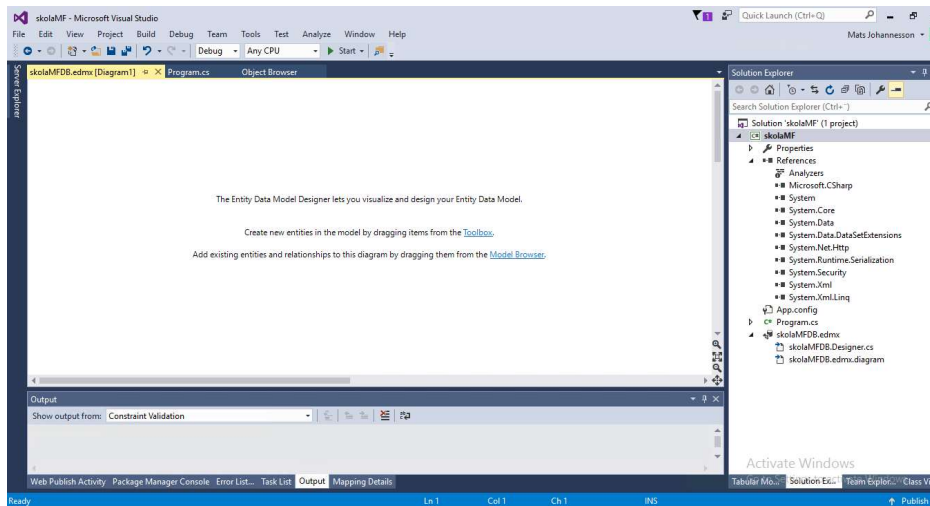 skolaMF - Microsoft Visual Studio
1
Quick Launch (Ctrl+Q)
File Edit View Project Build Debug Team Tools Test Analyze Window Help
Mats Johannesson
Debug Any CPU Start
Server Explorer
skolaMFDB.edmx [Diagram1] Program.cs Object Browser
The Entity Data Model Designer lets you visualize and design your Entity Data Model.
Create new entities in the model by dragging items from the Toolbox.
Add existing entities and relationships to this diagram by dragging them from the Model Browser.
Output
Show output from: Constraint Validation
Web Publish Activity Package Manager Console Error List... Task List Output Mapping Details
Solution Explorer
Search Solution Explorer (Ctrl+¨)
Solution 'skolaMF' (1 project)
C# skolaMF
Properties
References
Analyzers
Microsoft.CSharp
System
System.Core
System.Data
System.Data.DataSetExtensions
System.Net.Http
System.Runtime.Serialization
System.Security
System.Xml
System.Xml.Linq
App.config
C# Program.cs
skolaMFDB.edmx
skolaMFDB.Designer.cs
skolaMFDB.edmx.diagram
Activate Windows
Tabular Mo... Solution Ex... Team Explor... Class Vi
Ready Ln 1 Col 1 Ch 1 INS Publish